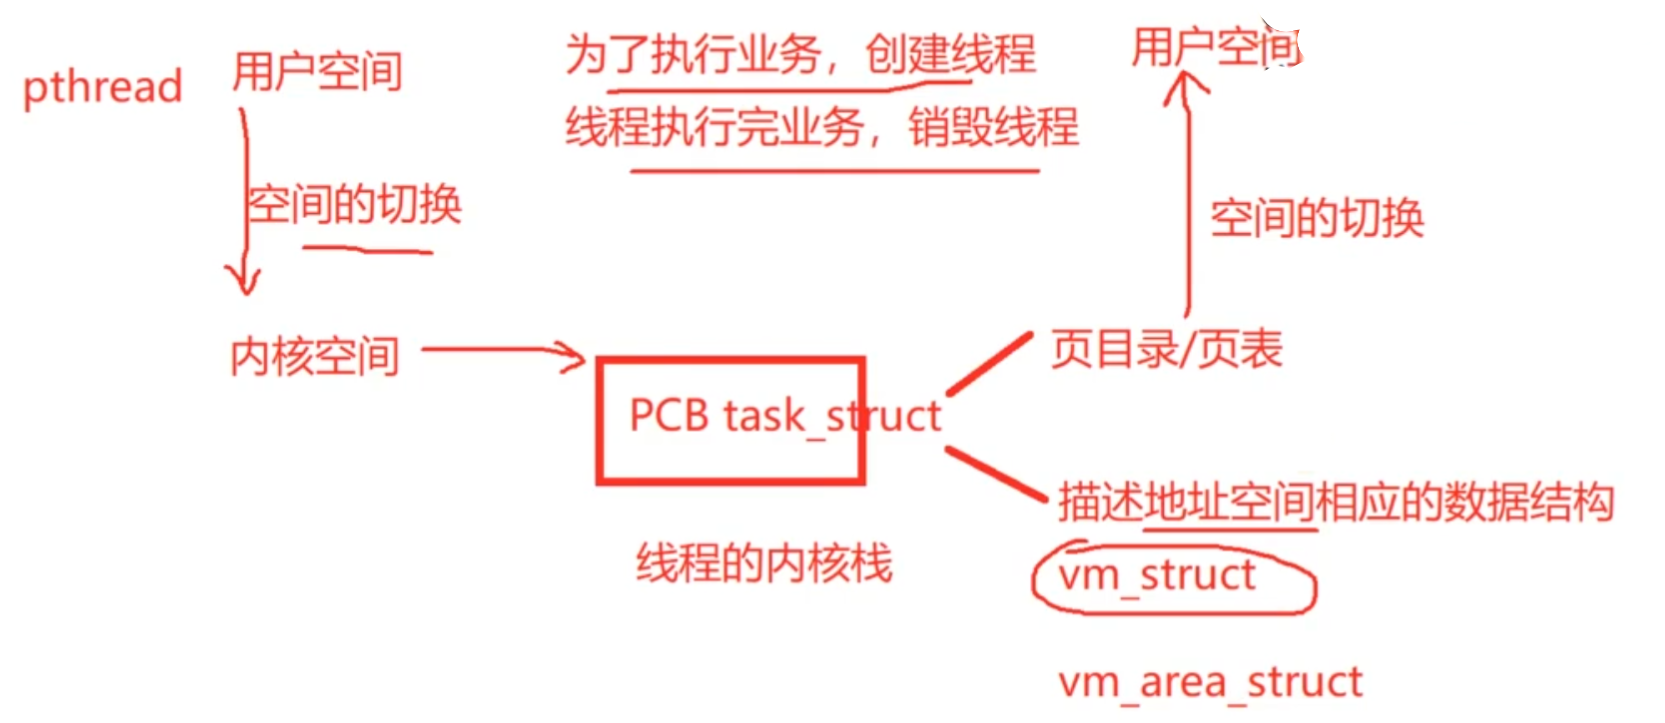 pthread
用户空间
空间的切换
内核空间
为了执行业务，创建线程
线程执行完业务，销毁线程
PCB task_struct
线程的内核栈
用户空间
空间的切换
页目录/页表
描述地址空间相应的数据结构
vm_struct
vm_area_struct